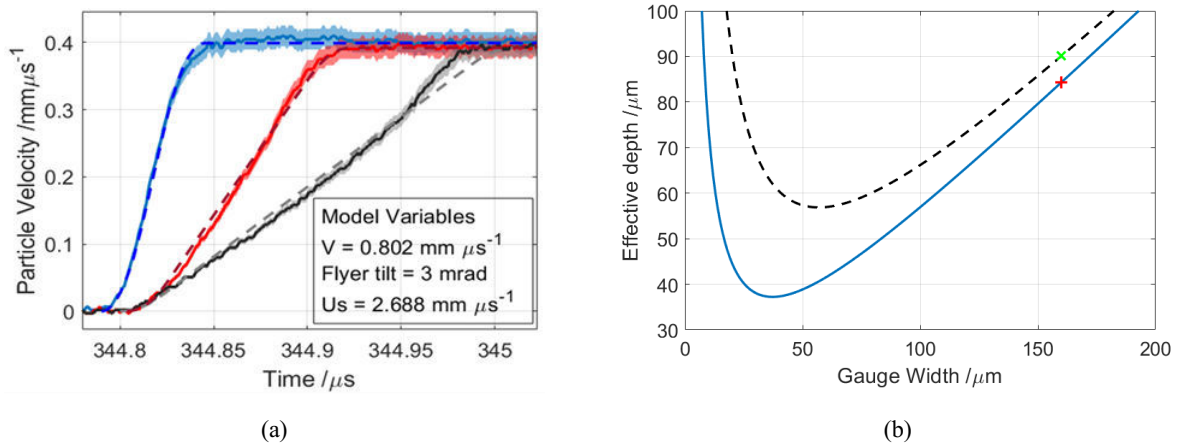 Particle Velocity /mmμs⁻¹
0.4
0.3
0.2
0.1
0
Model Variables
V = 0.802 mm μs⁻¹
Flyer tilt = 3 mrad
Us = 2.688 mm μs⁻¹
344.8
344.85
344.9
344.95
345
Time /μs
(a)
Effective depth /μm
100
90
80
70
60
50
40
30
0
50
100
150
200
Gauge Width /μm
(b)